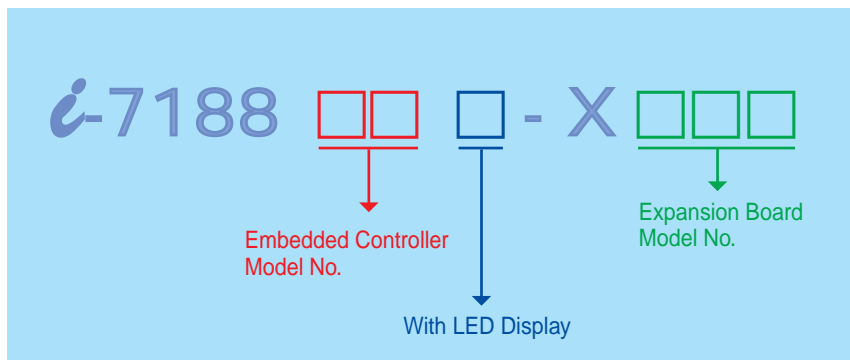 i-7188 □□ □ - X □□□
Embedded Controller
Model No.
Expansion Board
Model No.
With LED Display